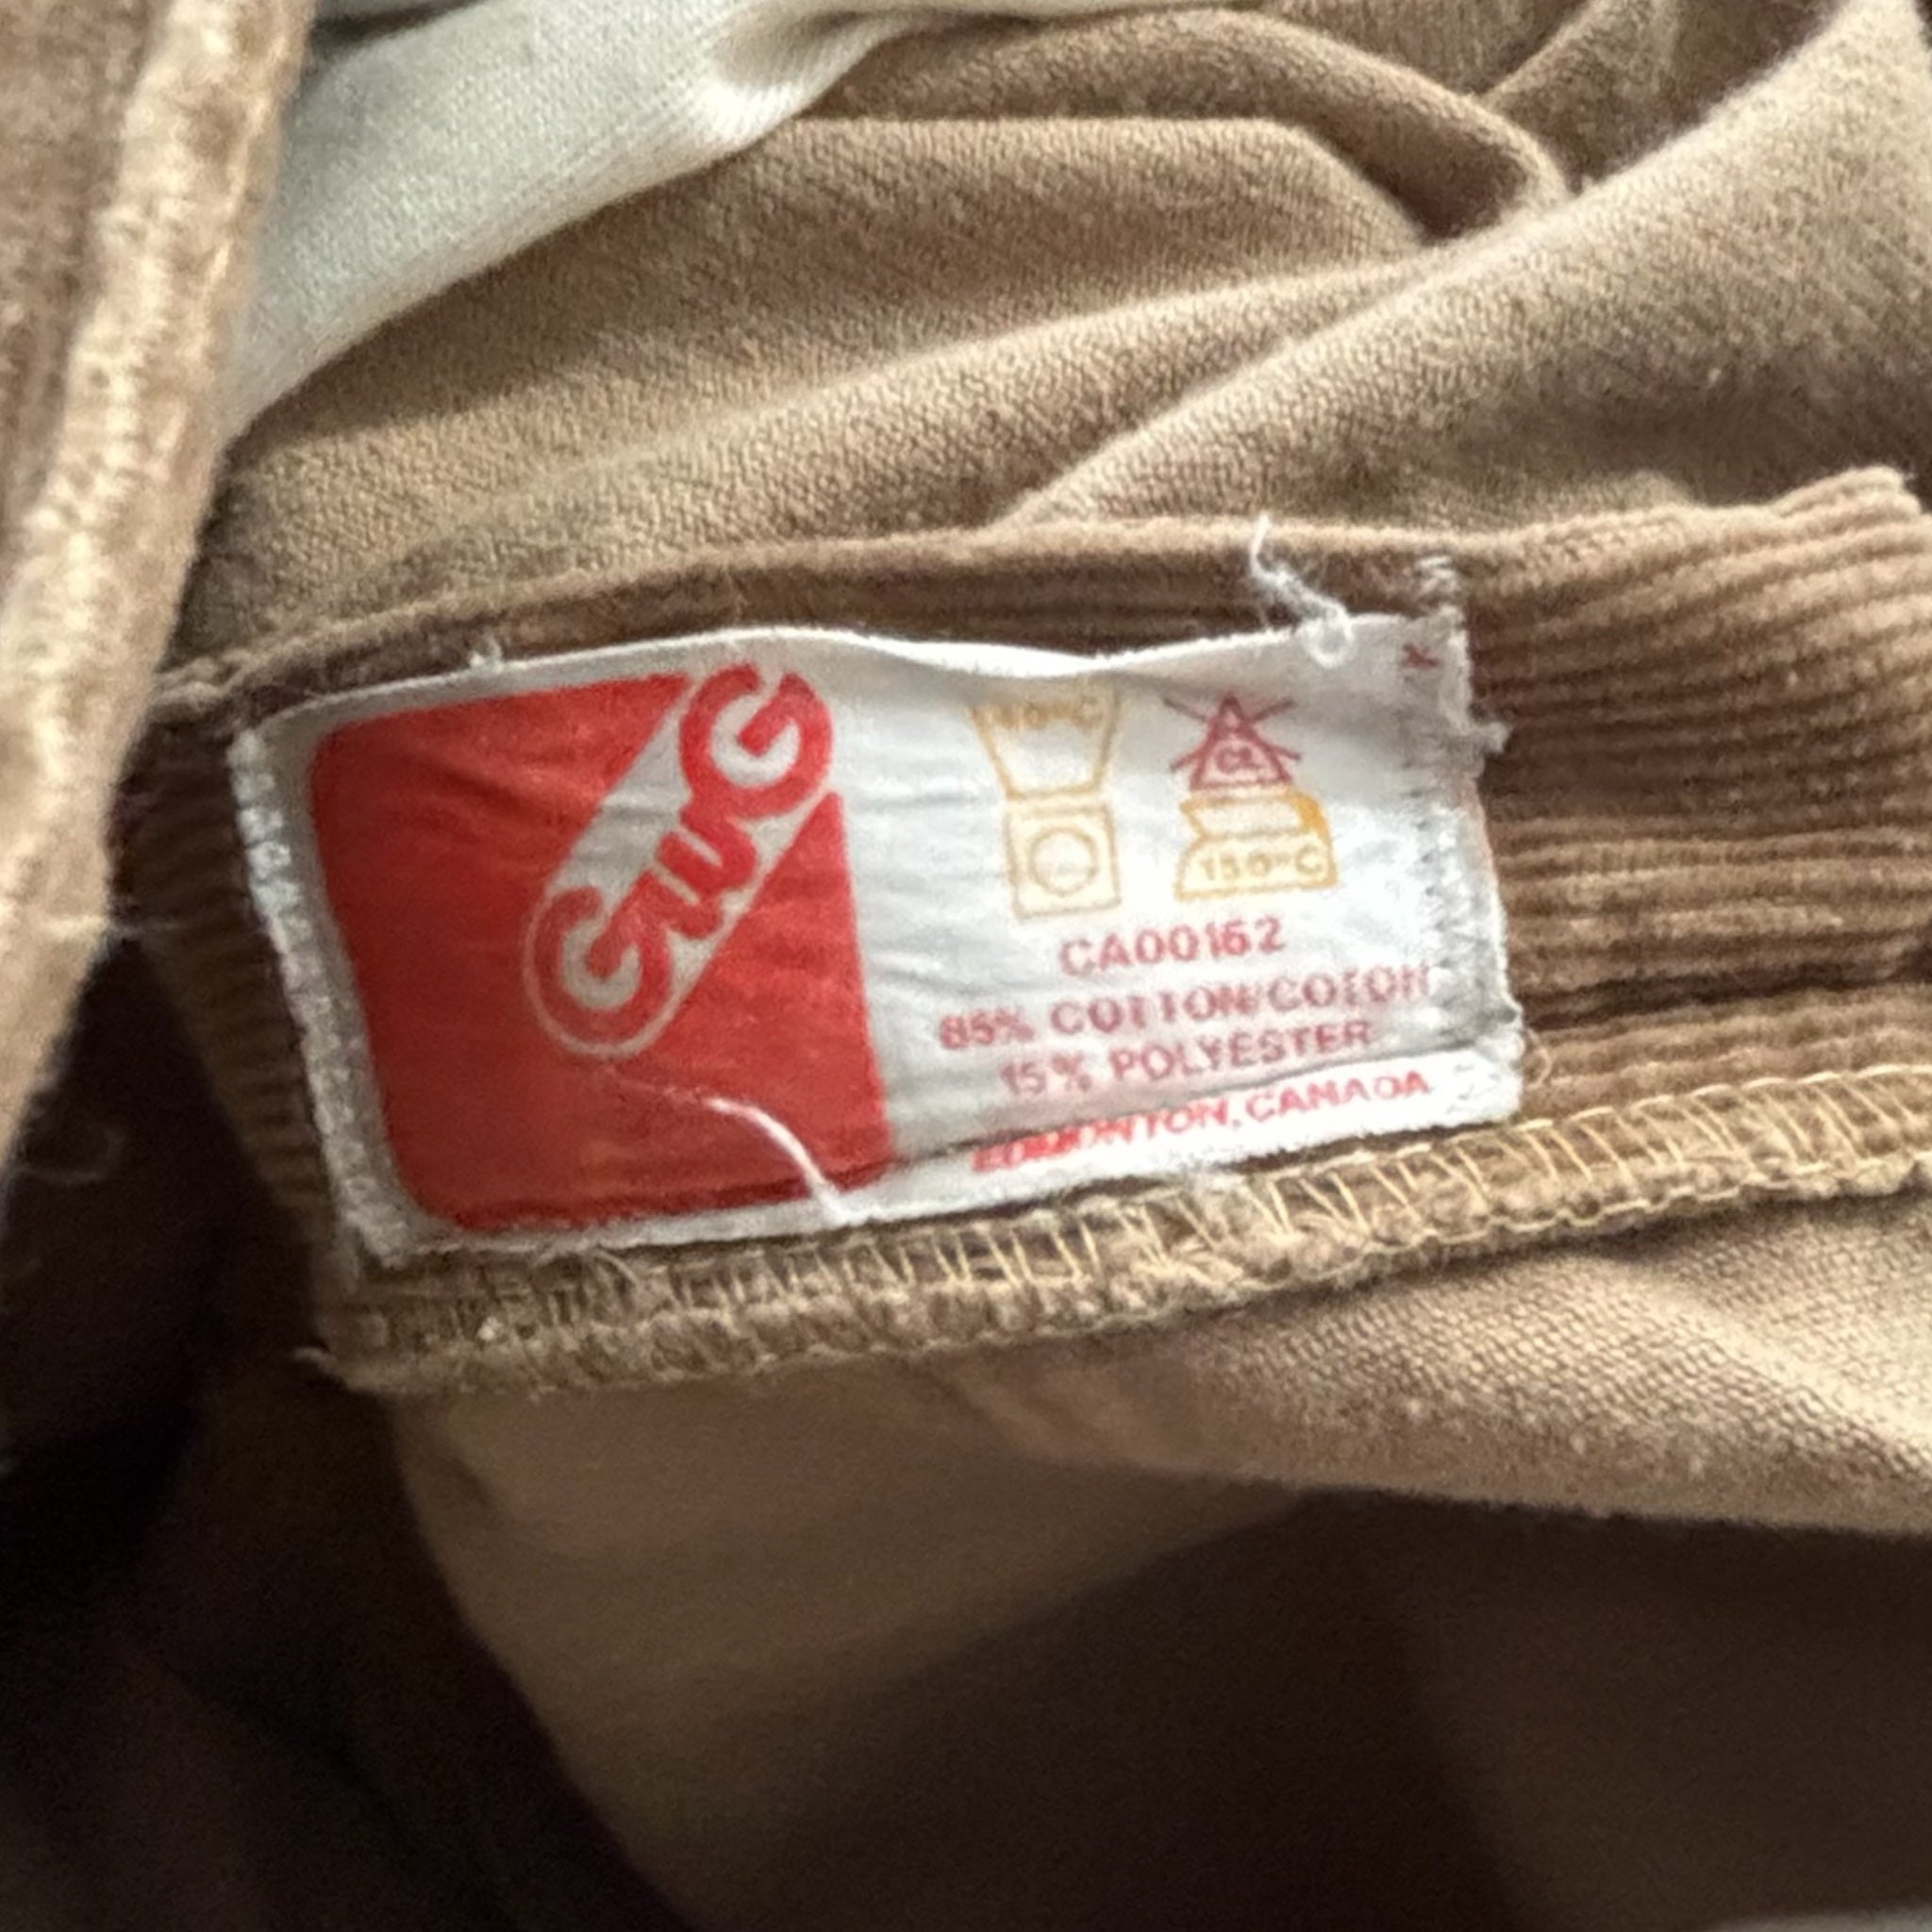 GWG
CL
150°C
CA00162
85% COTTON/COTON
15% POLYESTER
EDMONTON, CANADA